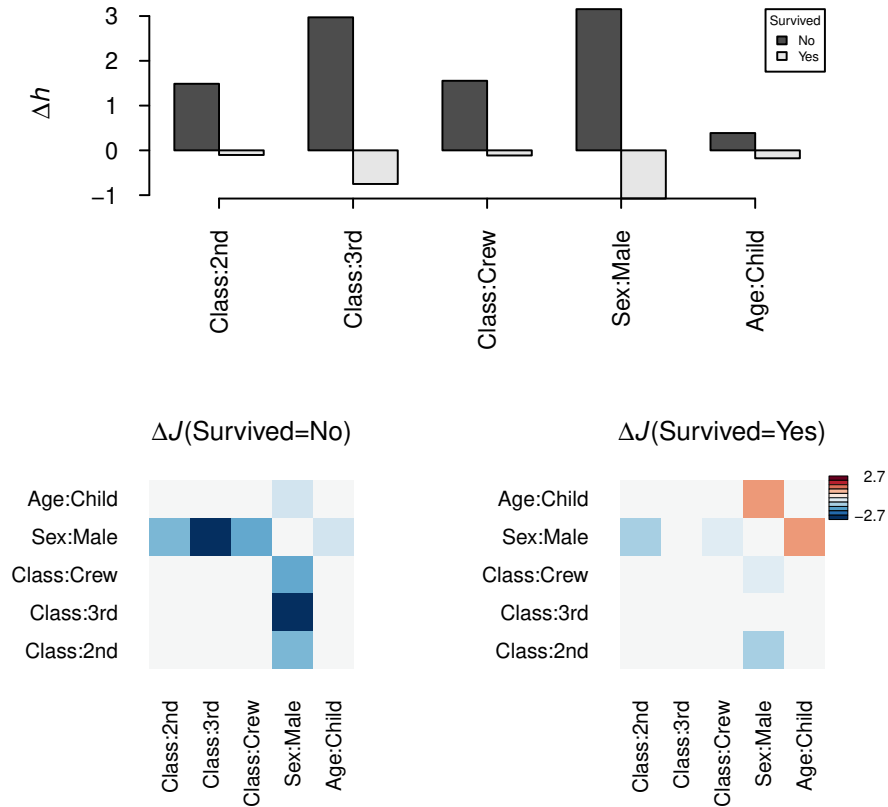 3
2
1
0
−1
Δh
Survived
No
Yes
Class:2nd
Class:3rd
Class:Crew
Sex:Male
Age:Child
ΔJ(Survived=No)
Age:Child
Sex:Male
Class:Crew
Class:3rd
Class:2nd
Class:2nd
Class:3rd
Class:Crew
Sex:Male
Age:Child
ΔJ(Survived=Yes)
2.7
−2.7
Age:Child
Sex:Male
Class:Crew
Class:3rd
Class:2nd
Class:2nd
Class:3rd
Class:Crew
Sex:Male
Age:Child